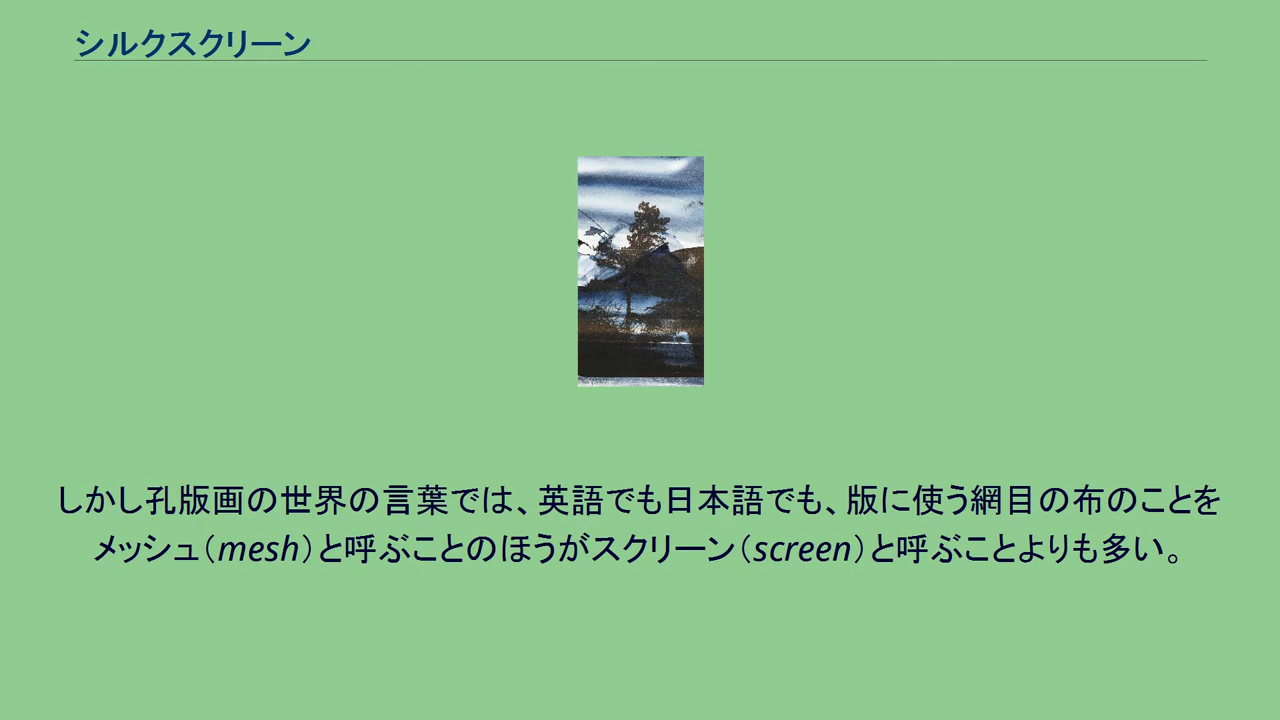 シルクスクリーン
しかし孔版画の世界の言葉では、英語でも日本語でも、版に使う網目の布のことを
メッシュ（mesh）と呼ぶことのほうがスクリーン（screen）と呼ぶことよりも多い。